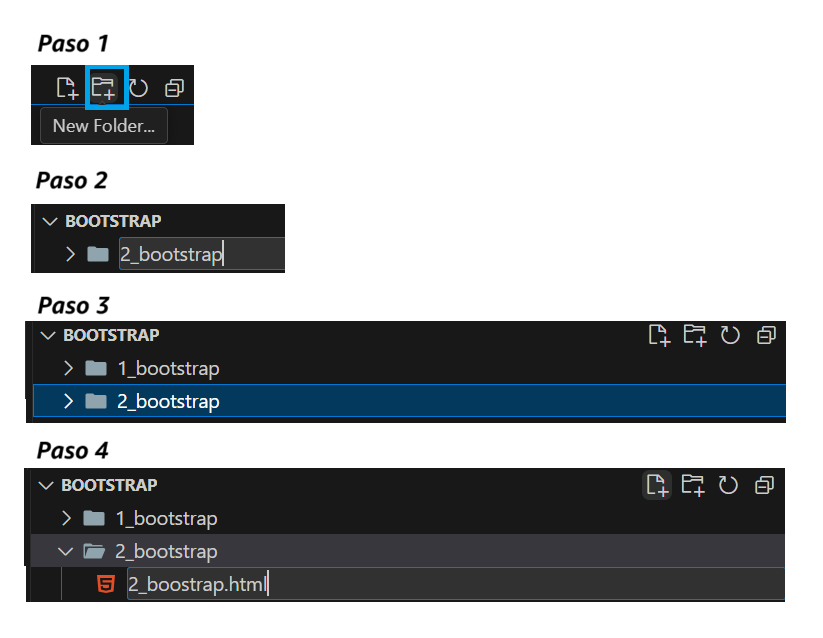 Paso 1
New Folder...
Paso 2
BOOTSTRAP
2_bootstrap
Paso 3
BOOTSTRAP
1_bootstrap
2_bootstrap
Paso 4
BOOTSTRAP
1_bootstrap
2_bootstrap
2_boostrap.html